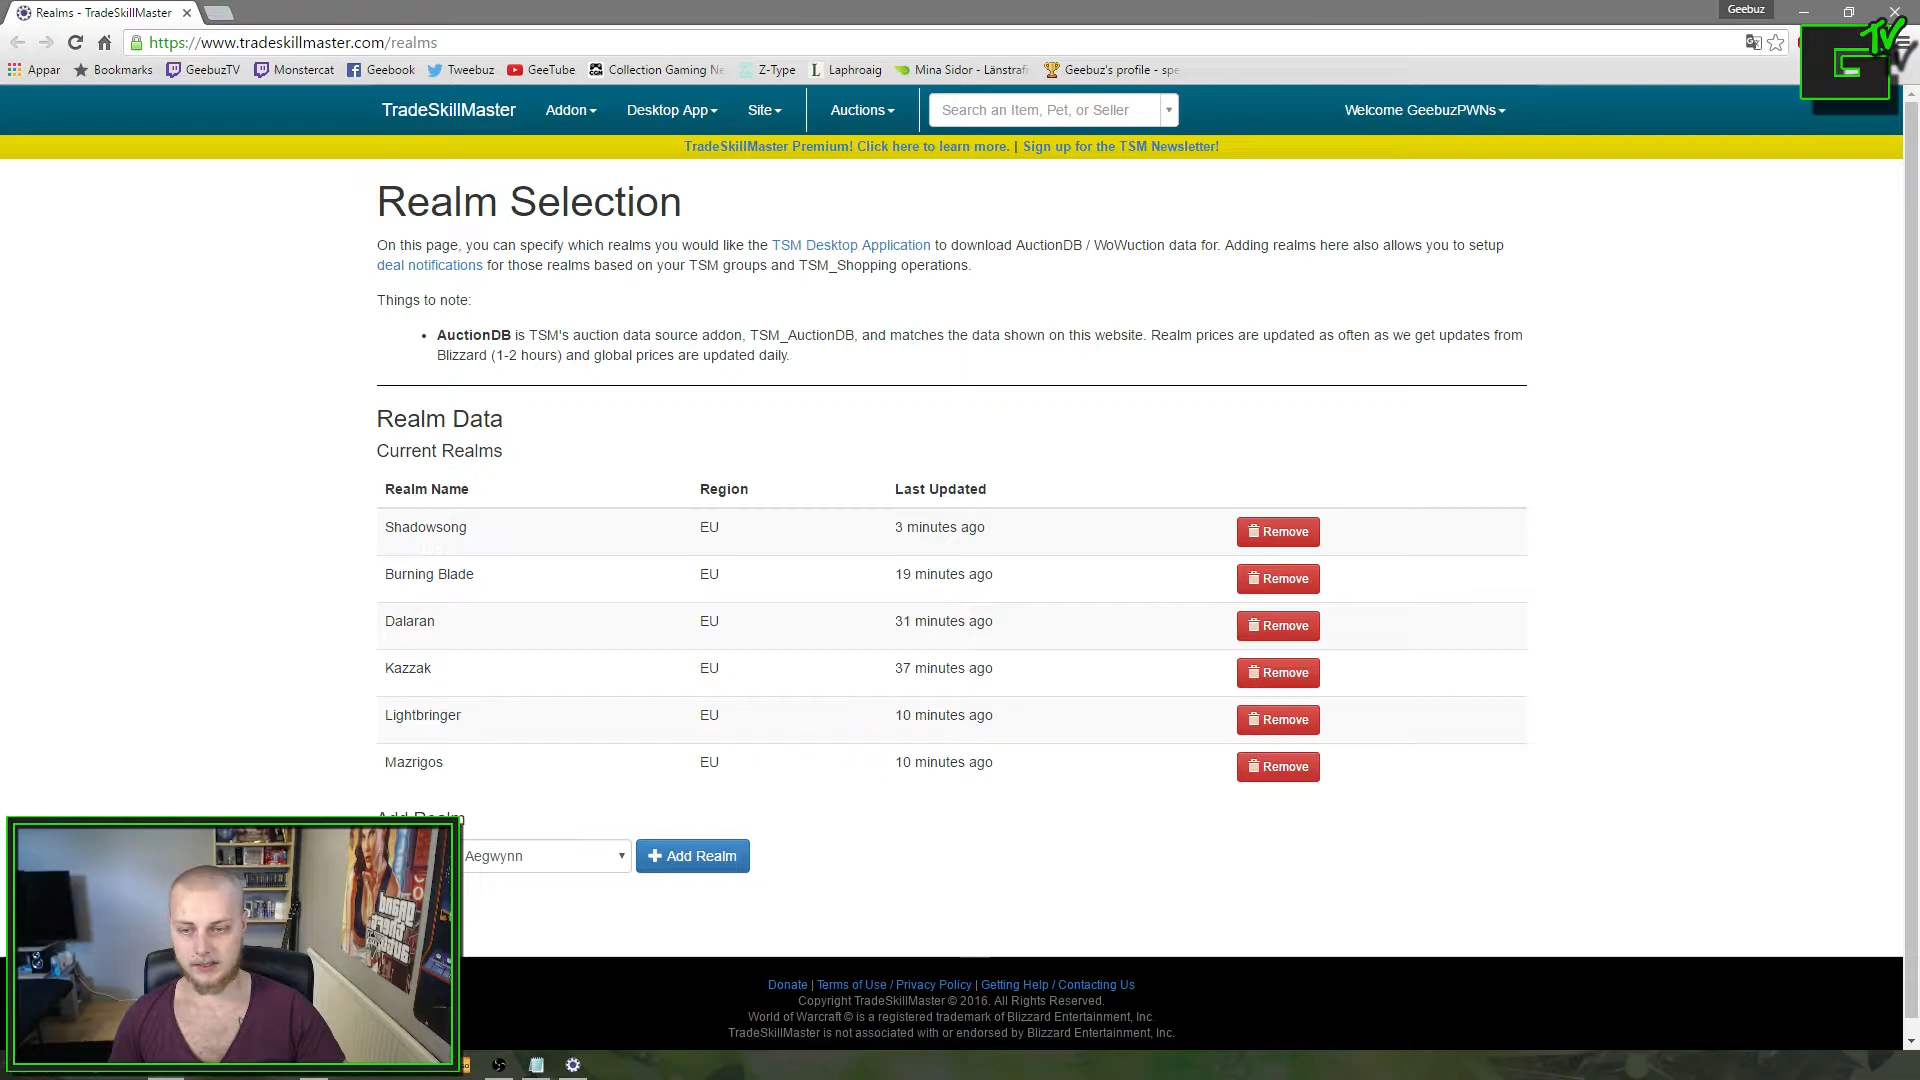 Realms - TradeSkillMaster
Geebuz
https://www.tradeskillmaster.com/realms
Appar Bookmarks GeebuzTV Monstercat Geebook Tweebuz GeeTube Collection Gaming Ne Z-Type Laphroaig Mina Sidor - Länstrafi Geebuz's profile - spe
TradeSkillMaster Addon Desktop App Site Auctions Search an Item, Pet, or Seller Welcome GeebuzPWNs
TradeSkillMaster Premium! Click here to learn more. | Sign up for the TSM Newsletter!
Realm Selection
On this page, you can specify which realms you would like the TSM Desktop Application to download AuctionDB / WoWuction data for. Adding realms here also allows you to setup
deal notifications for those realms based on your TSM groups and TSM_Shopping operations.
Things to note:
• AuctionDB is TSM's auction data source addon, TSM_AuctionDB, and matches the data shown on this website. Realm prices are updated as often as we get updates from
Blizzard (1-2 hours) and global prices are updated daily.
Realm Data
Current Realms
Realm Name Region Last Updated
Shadowsong EU 3 minutes ago Remove
Burning Blade EU 19 minutes ago Remove
Dalaran EU 31 minutes ago Remove
Kazzak EU 37 minutes ago Remove
Lightbringer EU 10 minutes ago Remove
Mazrigos EU 10 minutes ago Remove
Add Realm
Aegwynn Add Realm
Donate | Terms of Use / Privacy Policy | Getting Help / Contacting Us
Copyright TradeSkillMaster © 2016. All Rights Reserved.
World of Warcraft © is a registered trademark of Blizzard Entertainment, Inc.
TradeSkillMaster is not associated with or endorsed by Blizzard Entertainment, Inc.
G TV